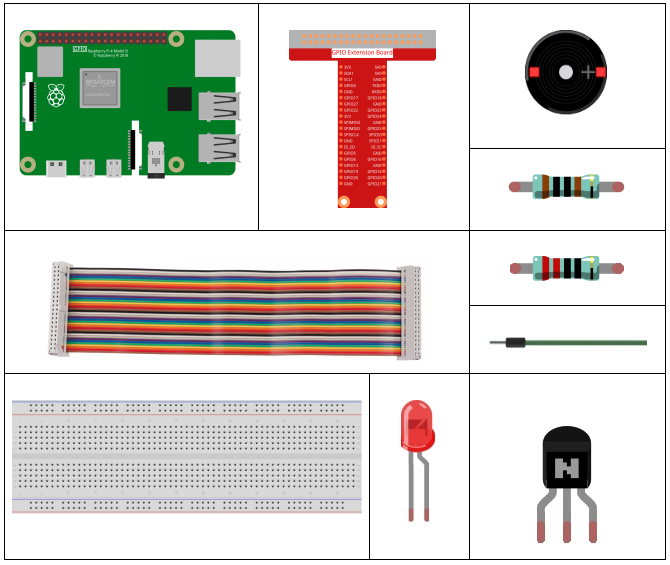 GPIO
Raspberry Pi 4 Model B
© Raspberry Pi 2018
BROADCOM
GPIO Extension Board
3V3 5V0
SDA1 5V0
SCL1 GND
GPIO4 TXD0
GND RXD0
GPIO17 GPIO18
GPIO27 GND
GPIO22 GPIO23
3V3 GPIO24
SPIMOSI GND
SPIMISO GPIO25
SPISCLK SPICE0
GND SPICE1
ID_SD ID_SC
GPIO5 GND
GPIO6 GPIO12
GPIO13 GND
GPIO19 GPIO16
GPIO26 GPIO20
GND GPIO21
N